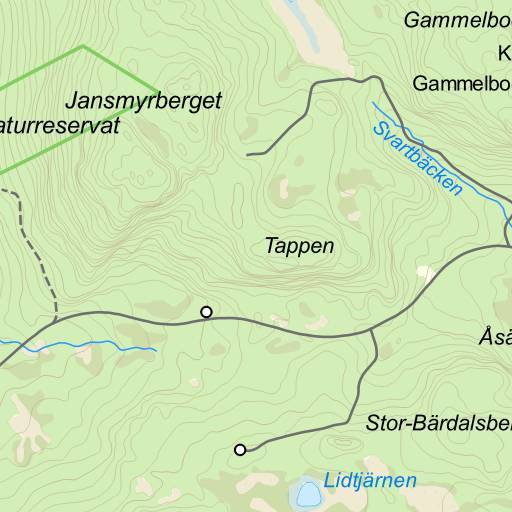 Gammelbo
K
Gammelbo
Jansmyrberget
aturreservat
Svartbäcken
Tappen
Åsä
Stor-Bärdalsbe
Lidtjärnen